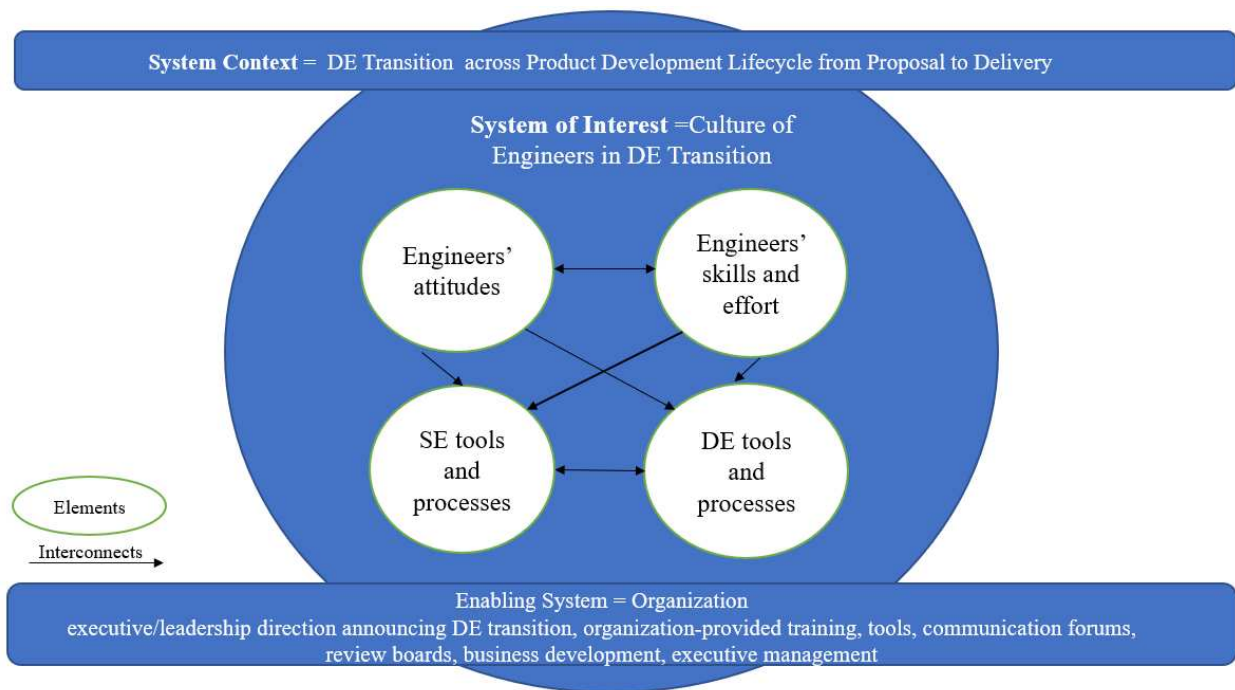 System Context = DE Transition across Product Development Lifecycle from Proposal to Delivery
System of Interest =Culture of
Engineers in DE Transition
Engineers’
attitudes
Engineers’
skills and
effort
SE tools
and
processes
DE tools
and
processes
Elements
Interconnects
Enabling System = Organization
executive/leadership direction announcing DE transition, organization-provided training, tools, communication forums,
review boards, business development, executive management